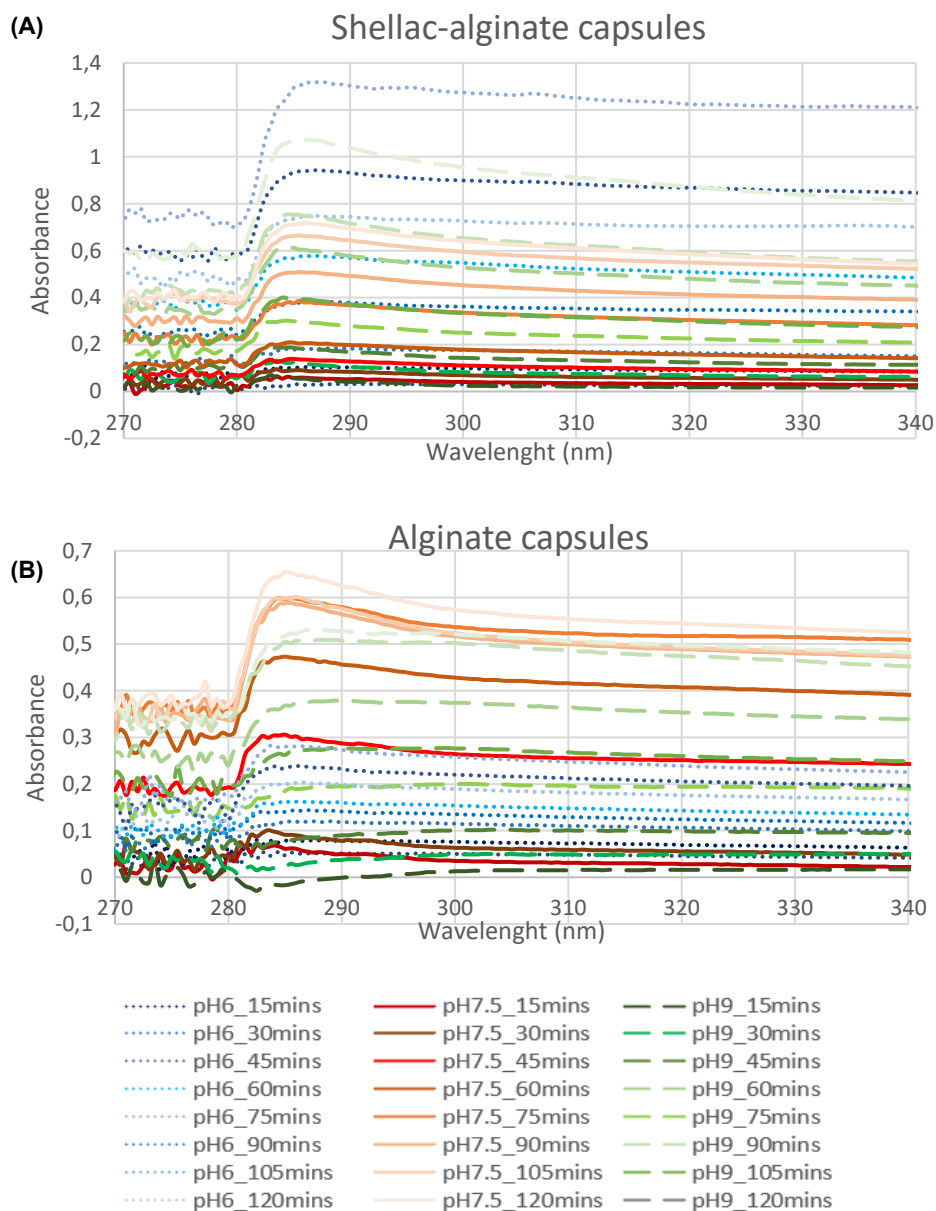 (A)
Shellac-alginate capsules
1,4
1,2
1
0,8
0,6
0,4
0,2
0
-0,2
Absorbance
270 280 290 300 310 320 330 340
Wavelenght (nm)
(B)
Alginate capsules
0,7
0,6
0,5
0,4
0,3
0,2
0,1
0
-0,1
Absorbance
270 280 290 300 310 320 330 340
Wavelenght (nm)
pH6_15mins pH7.5_15mins pH9_15mins
pH6_30mins pH7.5_30mins pH9_30mins
pH6_45mins pH7.5_45mins pH9_45mins
pH6_60mins pH7.5_60mins pH9_60mins
pH6_75mins pH7.5_75mins pH9_75mins
pH6_90mins pH7.5_90mins pH9_90mins
pH6_105mins pH7.5_105mins pH9_105mins
pH6_120mins pH7.5_120mins pH9_120mins